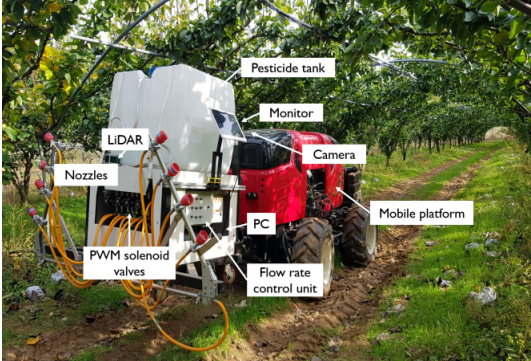 Pesticide tank
Monitor
LiDAR
Camera
Nozzles
Mobile platform
PC
PWM solenoid
valves
Flow rate
control unit